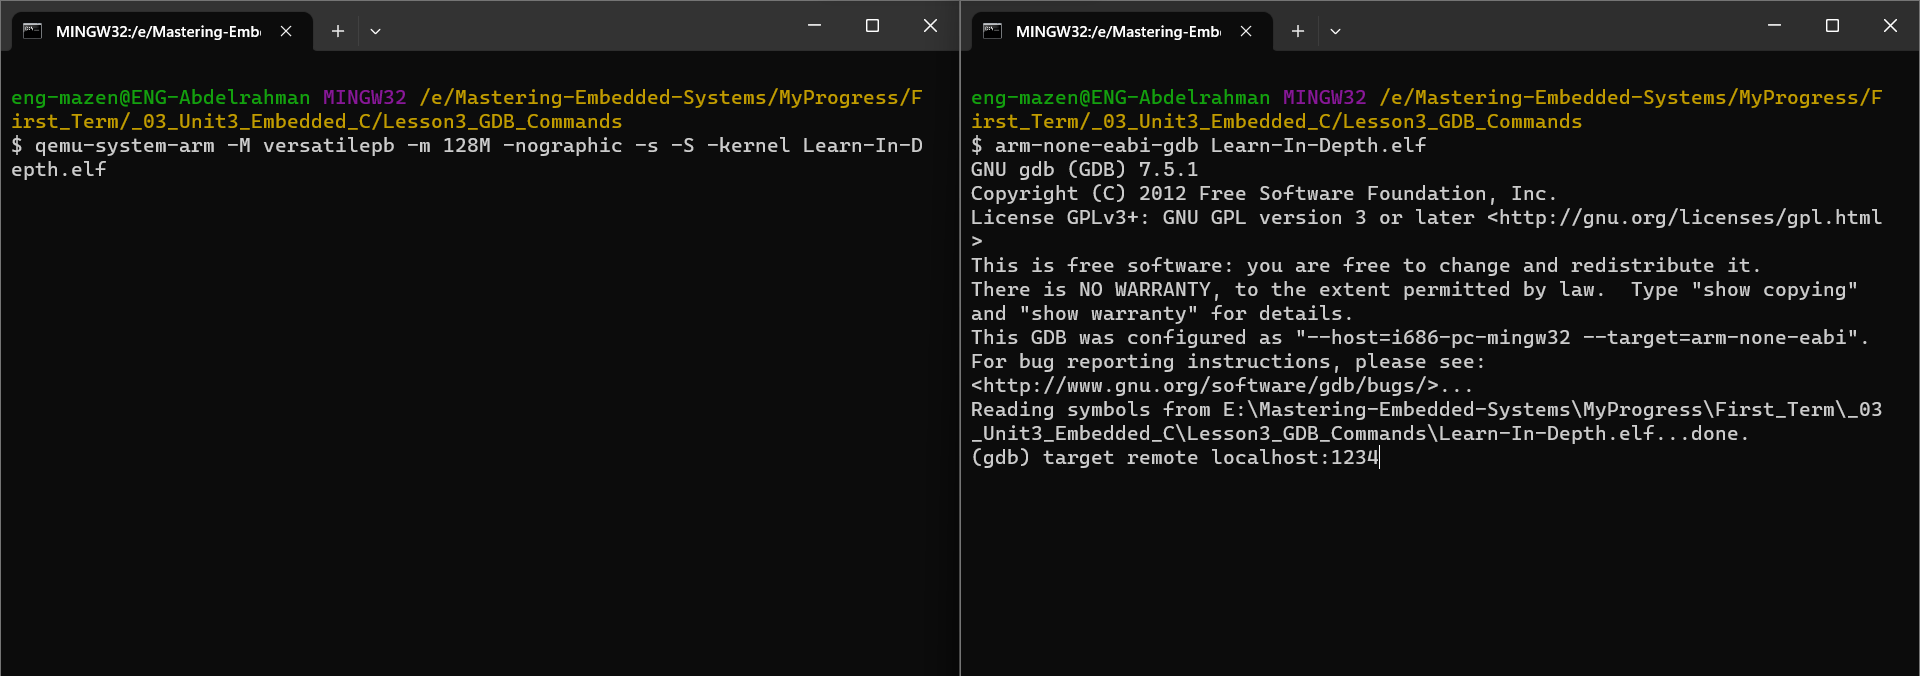 MINGW32:/e/Mastering-Emb
eng-mazen@ENG-Abdelrahman MINGW32 /e/Mastering-Embedded-Systems/MyProgress/F
irst_Term/_03_Unit3_Embedded_C/Lesson3_GDB_Commands
$ qemu-system-arm -M versatilepb -m 128M -nographic -s -S -kernel Learn-In-D
epth.elf
MINGW32:/e/Mastering-Emb
eng-mazen@ENG-Abdelrahman MINGW32 /e/Mastering-Embedded-Systems/MyProgress/F
irst_Term/_03_Unit3_Embedded_C/Lesson3_GDB_Commands
$ arm-none-eabi-gdb Learn-In-Depth.elf
GNU gdb (GDB) 7.5.1
Copyright (C) 2012 Free Software Foundation, Inc.
License GPLv3+: GNU GPL version 3 or later <http://gnu.org/licenses/gpl.html
>
This is free software: you are free to change and redistribute it.
There is NO WARRANTY, to the extent permitted by law.  Type "show copying"
and "show warranty" for details.
This GDB was configured as "--host=i686-pc-mingw32 --target=arm-none-eabi".
For bug reporting instructions, please see:
<http://www.gnu.org/software/gdb/bugs/>...
Reading symbols from E:\Mastering-Embedded-Systems\MyProgress\First_Term\_03
_Unit3_Embedded_C\Lesson3_GDB_Commands\Learn-In-Depth.elf...done.
(gdb) target remote localhost:1234